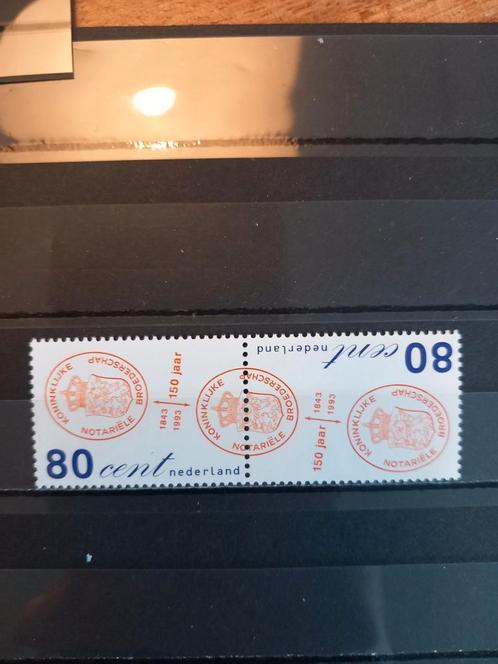 KONINKLIJKE
NOTARIËLE
BROEDERSCHAP
150 jaar
1843
1993
80 cent nederland
KONINKLIJKE
NOTARIËLE
BROEDERSCHAP
80 cent nederland
150 jaar
1843
1993
KONINKLIJKE
NOTARIËLE
BROEDERSCHAP